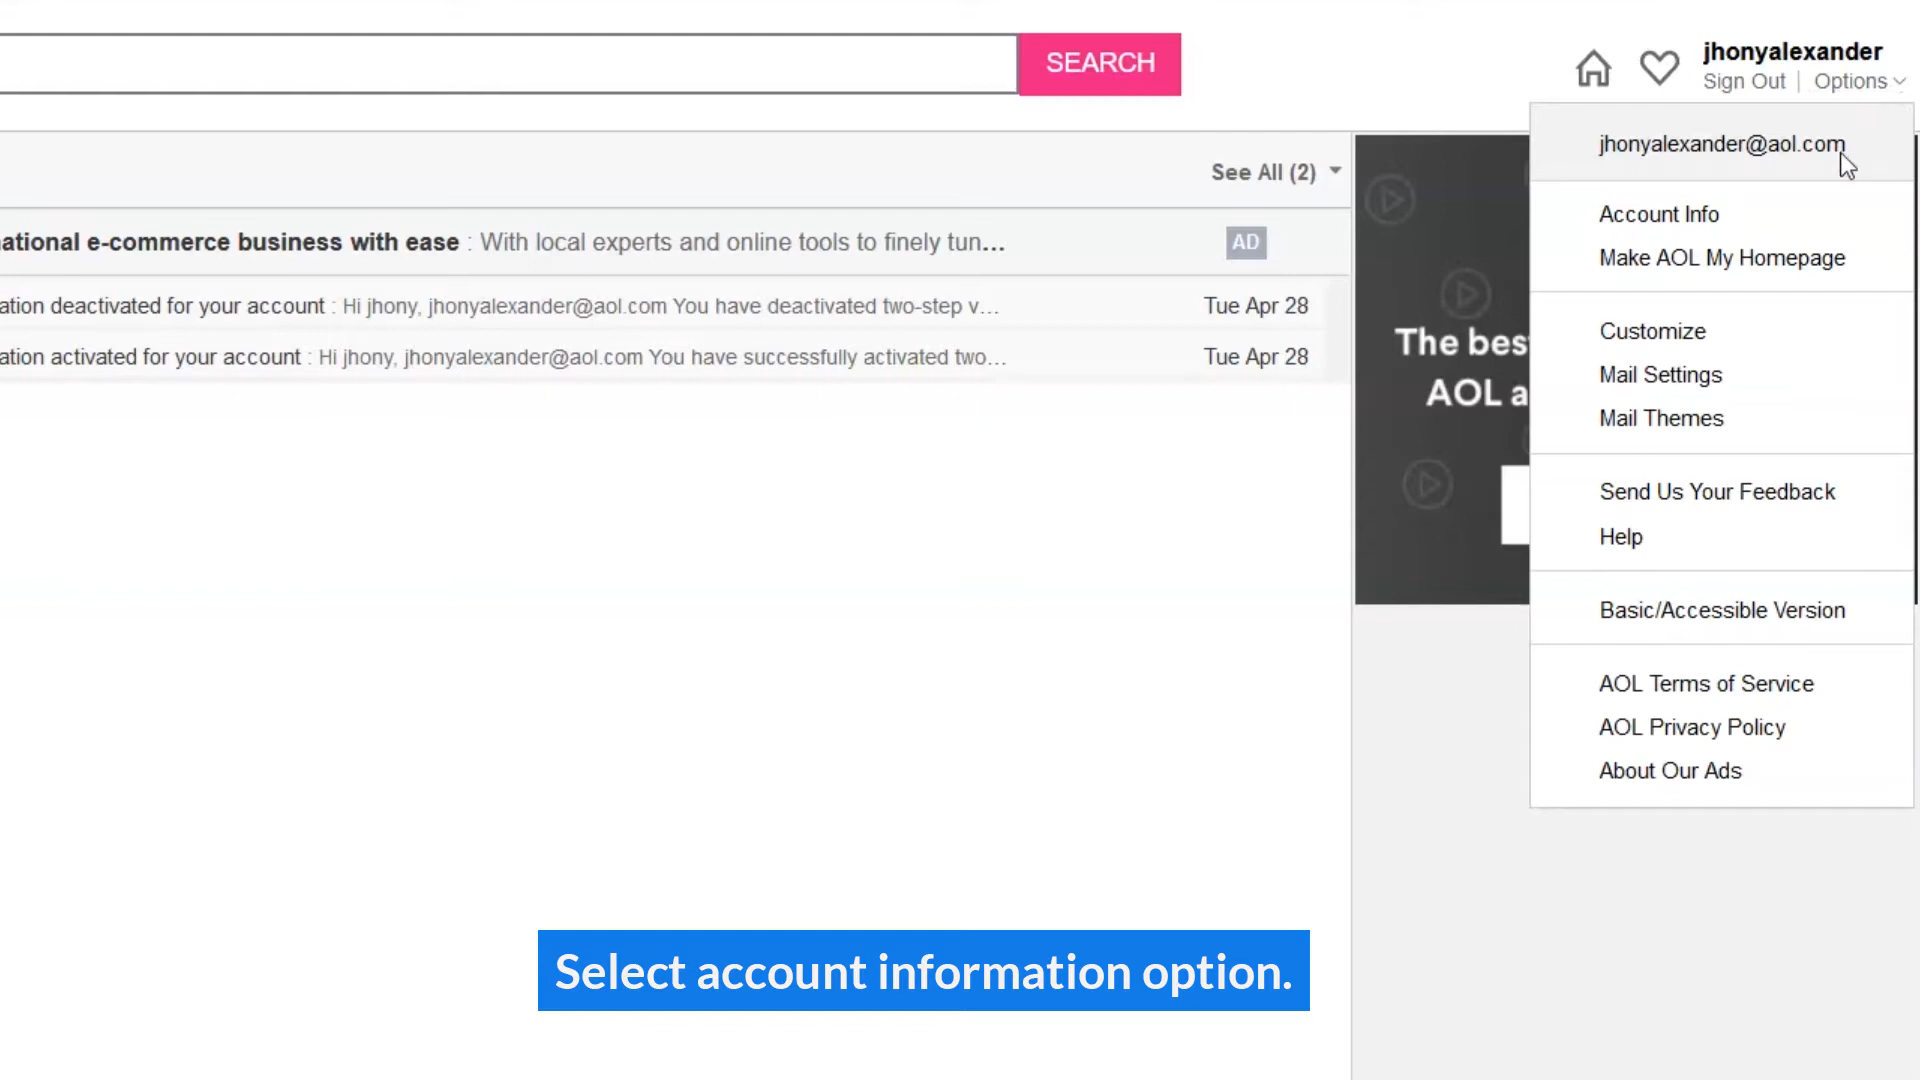 SEARCH
jhonyalexander
Sign Out | Options
jhonyalexander@aol.com
See All (2)
Account Info
Make AOL My Homepage
ational e-commerce business with ease : With local experts and online tools to finely tun...
AD
ation deactivated for your account : Hi jhony, jhonyalexander@aol.com You have deactivated two-step v...
Tue Apr 28
ation activated for your account : Hi jhony, jhonyalexander@aol.com You have successfully activated two...
Tue Apr 28
The bes
AOL a
Customize
Mail Settings
Mail Themes
Send Us Your Feedback
Help
Basic/Accessible Version
AOL Terms of Service
AOL Privacy Policy
About Our Ads
Select account information option.